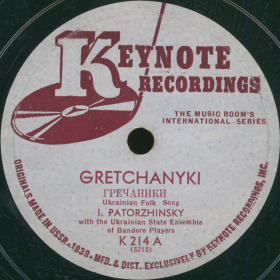 KEYNOTE
RECORDINGS
THE MUSIC ROOM'S
INTERNATIONAL SERIES
GRETCHANYKI
ГРЕЧАНИКИ
Ukrainian Folk Song
I. PATORZHINSKY
with the Ukrainian State Ensemble
of Bandore Players
K 214 A
(5215)
ORIGINALS MADE IN USSR-1939-MFD. & DIST. EXCLUSIVELY BY KEYNOTE RECORDINGS, INC.